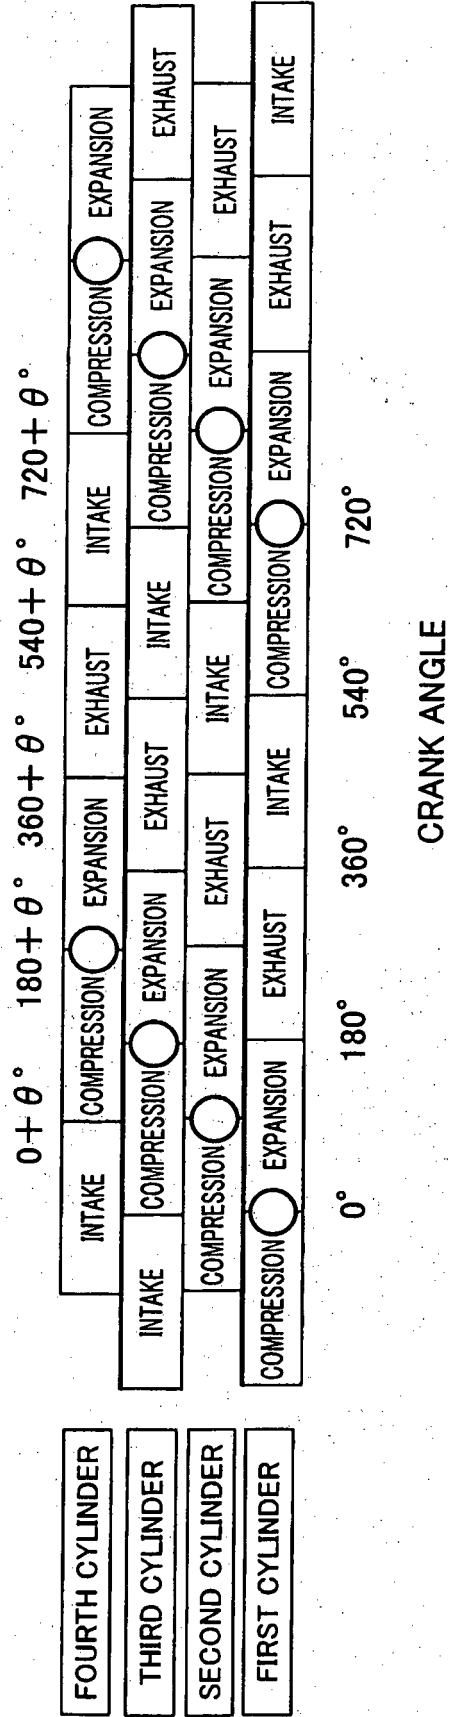 0+θ° 180+θ° 360+θ° 540+θ° 720+θ°
FOURTH CYLINDER INTAKE COMPRESSION EXPANSION EXHAUST INTAKE COMPRESSION EXPANSION
THIRD CYLINDER INTAKE COMPRESSION EXPANSION EXHAUST INTAKE COMPRESSION EXPANSION EXHAUST
SECOND CYLINDER COMPRESSION EXPANSION EXHAUST INTAKE COMPRESSION EXPANSION EXHAUST
FIRST CYLINDER COMPRESSION EXPANSION EXHAUST INTAKE COMPRESSION EXPANSION EXHAUST INTAKE
0° 180° 360° 540° 720°
CRANK ANGLE